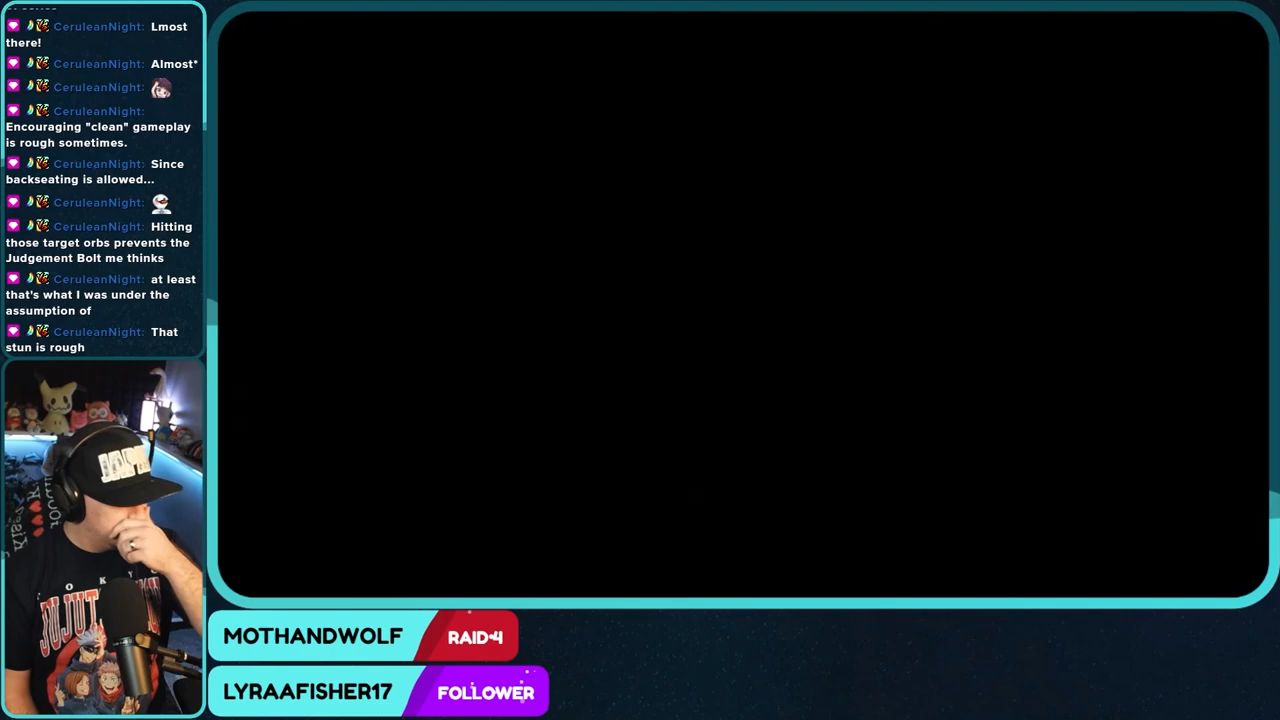 CeruleanNight: Lmost
there!
CeruleanNight: Almost*
CeruleanNight:
CeruleanNight:
Encouraging "clean" gameplay
is rough sometimes.
CeruleanNight: Since
backseating is allowed...
CeruleanNight:
CeruleanNight: Hitting
those target orbs prevents the
Judgement Bolt me thinks
CeruleanNight: at least
that's what I was under the
assumption of
CeruleanNight: That
stun is rough
MOTHANDWOLF RAID•4
LYRAAFISHER17 FOLLOWER